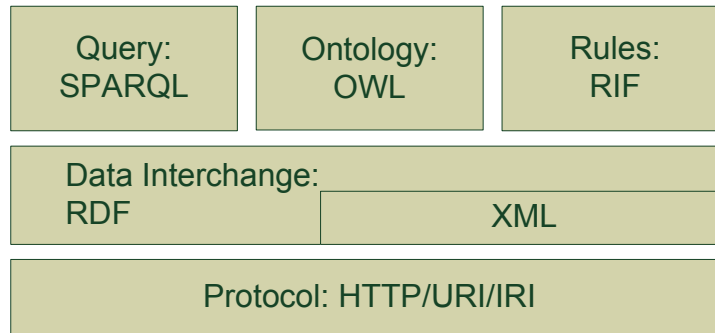 Query:
SPARQL
Ontology:
OWL
Rules:
RIF
Data Interchange:
RDF
XML
Protocol: HTTP/URI/IRI